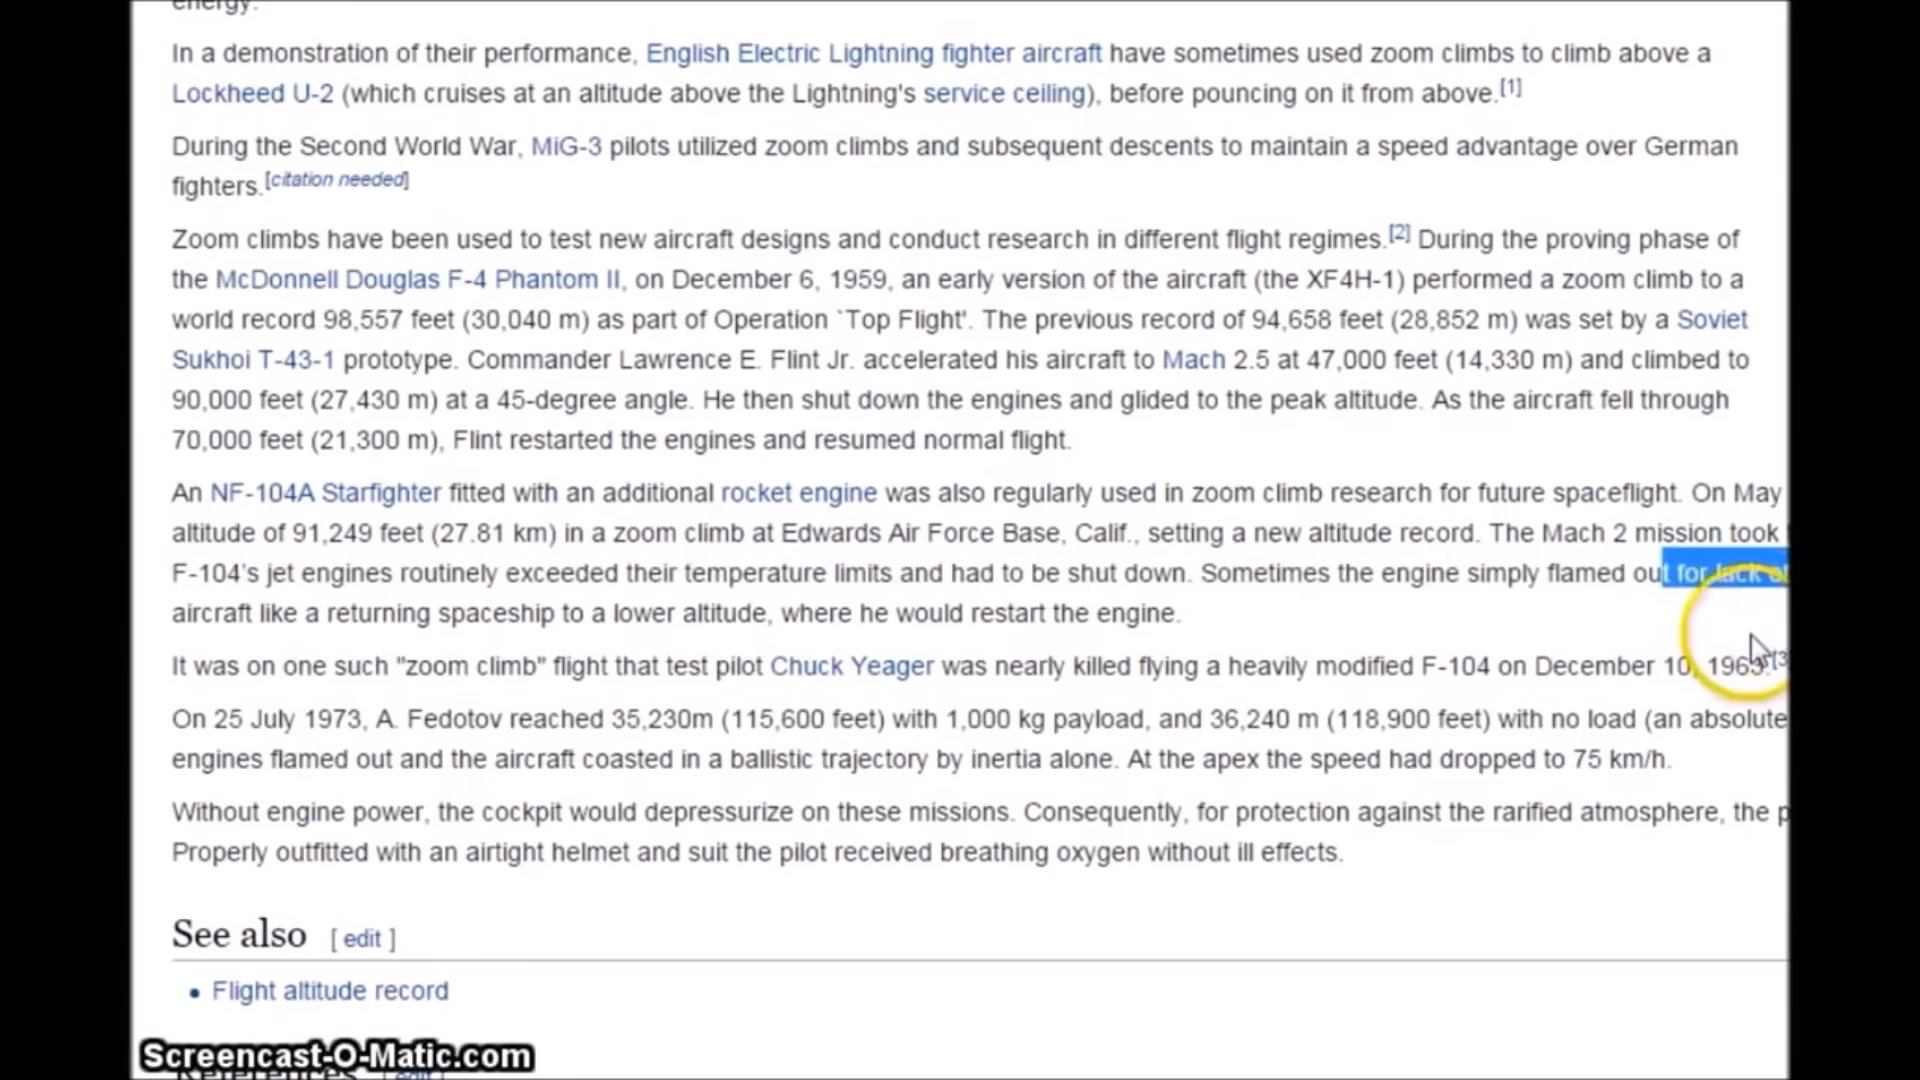 energy.
In a demonstration of their performance, English Electric Lightning fighter aircraft have sometimes used zoom climbs to climb above a
Lockheed U-2 (which cruises at an altitude above the Lightning's service ceiling), before pouncing on it from above.[1]
During the Second World War, MiG-3 pilots utilized zoom climbs and subsequent descents to maintain a speed advantage over German
fighters.[citation needed]
Zoom climbs have been used to test new aircraft designs and conduct research in different flight regimes.[2] During the proving phase of
the McDonnell Douglas F-4 Phantom II, on December 6, 1959, an early version of the aircraft (the XF4H-1) performed a zoom climb to a
world record 98,557 feet (30,040 m) as part of Operation `Top Flight'. The previous record of 94,658 feet (28,852 m) was set by a Soviet
Sukhoi T-43-1 prototype. Commander Lawrence E. Flint Jr. accelerated his aircraft to Mach 2.5 at 47,000 feet (14,330 m) and climbed to
90,000 feet (27,430 m) at a 45-degree angle. He then shut down the engines and glided to the peak altitude. As the aircraft fell through
70,000 feet (21,300 m), Flint restarted the engines and resumed normal flight.
An NF-104A Starfighter fitted with an additional rocket engine was also regularly used in zoom climb research for future spaceflight. On May
altitude of 91,249 feet (27.81 km) in a zoom climb at Edwards Air Force Base, Calif., setting a new altitude record. The Mach 2 mission took
F-104's jet engines routinely exceeded their temperature limits and had to be shut down. Sometimes the engine simply flamed out for lack of
aircraft like a returning spaceship to a lower altitude, where he would restart the engine.
It was on one such "zoom climb" flight that test pilot Chuck Yeager was nearly killed flying a heavily modified F-104 on December 10, 1963.[3
On 25 July 1973, A. Fedotov reached 35,230m (115,600 feet) with 1,000 kg payload, and 36,240 m (118,900 feet) with no load (an absolute
engines flamed out and the aircraft coasted in a ballistic trajectory by inertia alone. At the apex the speed had dropped to 75 km/h.
Without engine power, the cockpit would depressurize on these missions. Consequently, for protection against the rarified atmosphere, the p
Properly outfitted with an airtight helmet and suit the pilot received breathing oxygen without ill effects.
See also [ edit ]
• Flight altitude record
Screencast-O-Matic.com
References [ edit ]